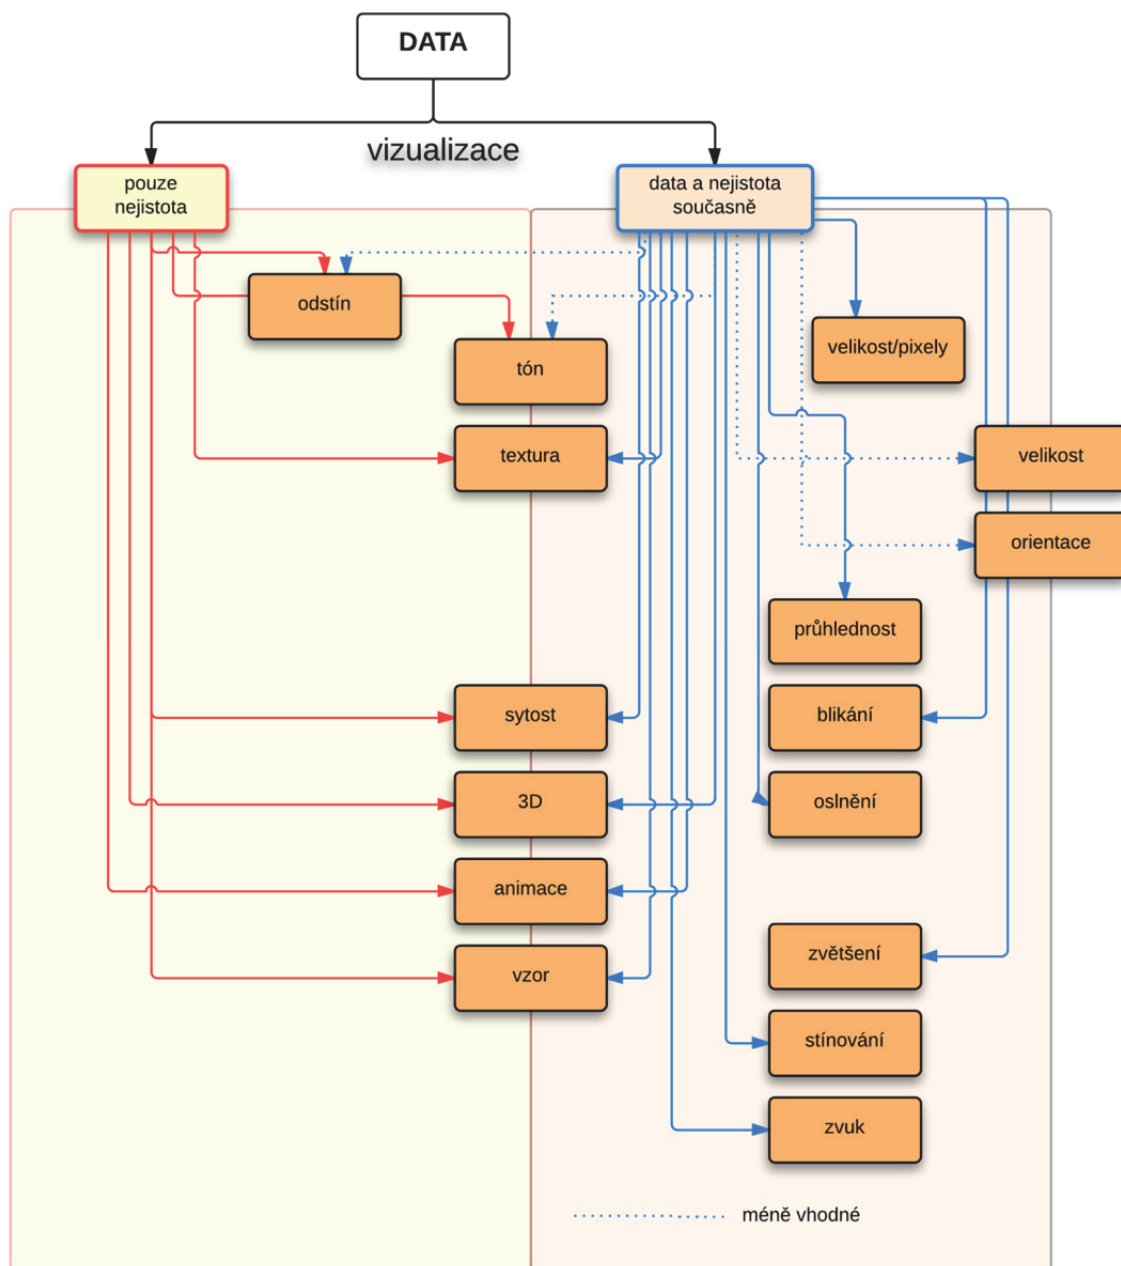 DATA
vizualizace
pouze
nejistota
data a nejistota
současně
odstín
velikost/pixely
tón
textura
velikost
orientace
průhlednost
sytost
blikání
3D
oslnění
animace
zvětšení
vzor
stínování
zvuk
méně vhodné